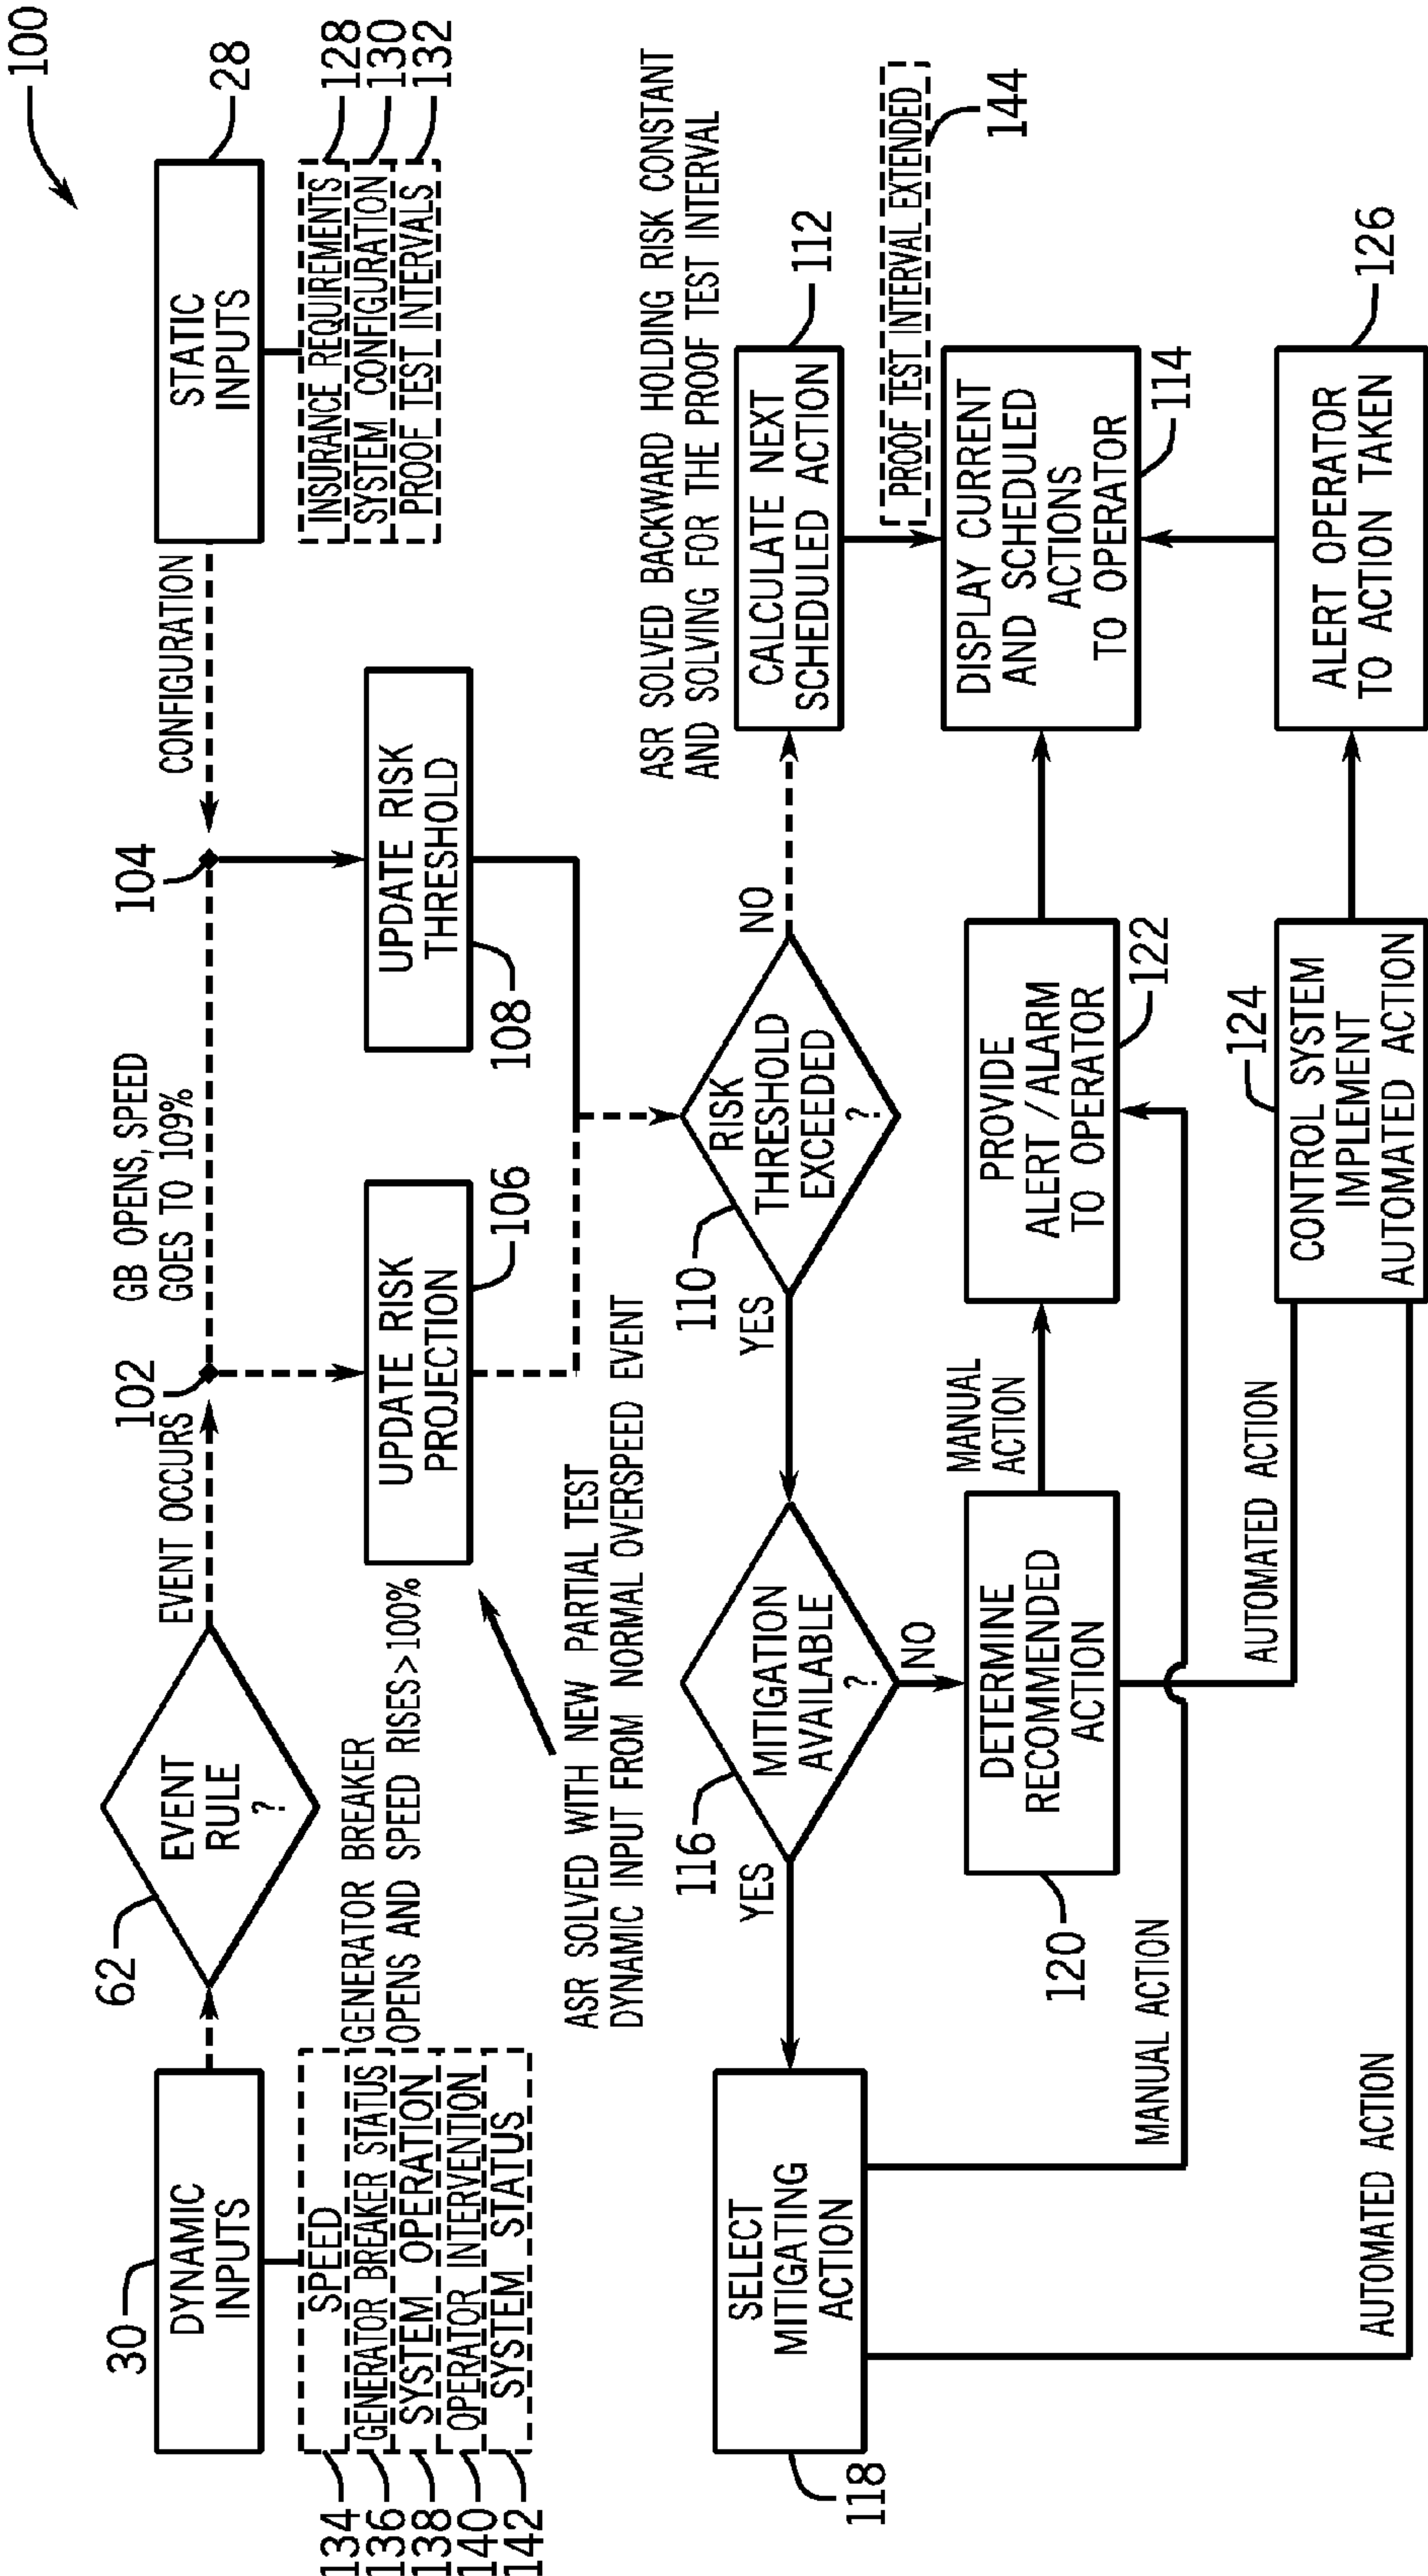 100
30
DYNAMIC
INPUTS
134
SPEED
136
GENERATOR BREAKER STATUS
138
SYSTEM OPERATION
140
OPERATOR INTERVENTION
142
SYSTEM STATUS
62
EVENT
RULE
?
GENERATOR BREAKER
OPENS AND SPEED RISES>100%
EVENT OCCURS
102
GB OPENS, SPEED
GOES TO 109%
104
CONFIGURATION
STATIC
INPUTS
28
INSURANCE REQUIREMENTS
128
SYSTEM CONFIGURATION
130
PROOF TEST INTERVALS
132
UPDATE RISK
PROJECTION
106
UPDATE RISK
THRESHOLD
108
ASR SOLVED WITH NEW PARTIAL TEST
DYNAMIC INPUT FROM NORMAL OVERSPEED EVENT
ASR SOLVED BACKWARD HOLDING RISK CONSTANT
AND SOLVING FOR THE PROOF TEST INTERVAL
SELECT
MITIGATING
ACTION
118
YES
116
MITIGATION
AVAILABLE
?
NO
YES
110
RISK
THRESHOLD
EXCEEDED
?
NO
CALCULATE NEXT
SCHEDULED ACTION
112
PROOF TEST INTERVAL EXTENDED
144
DETERMINE
RECOMMENDED
ACTION
120
MANUAL
ACTION
PROVIDE
ALERT/ALARM
TO OPERATOR
122
DISPLAY CURRENT
AND SCHEDULED
ACTIONS
TO OPERATOR
114
MANUAL ACTION
AUTOMATED ACTION
124
CONTROL SYSTEM
IMPLEMENT
AUTOMATED ACTION
ALERT OPERATOR
TO ACTION TAKEN
126
AUTOMATED ACTION